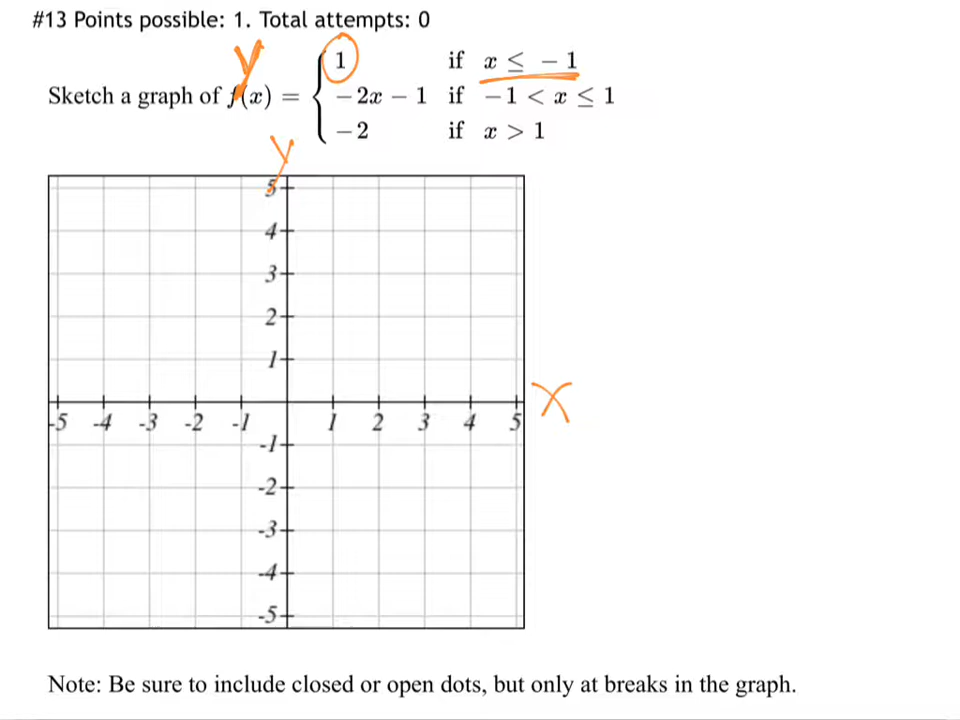 #13 Points possible: 1. Total attempts: 0
y
1 if x ≤ −1
Sketch a graph of f(x) = { −2x − 1 if −1 < x ≤ 1
−2 if x > 1
y
5
4
3
2
1
x
-5 -4 -3 -2 -1 1 2 3 4 5
-1
-2
-3
-4
-5
Note: Be sure to include closed or open dots, but only at breaks in the graph.